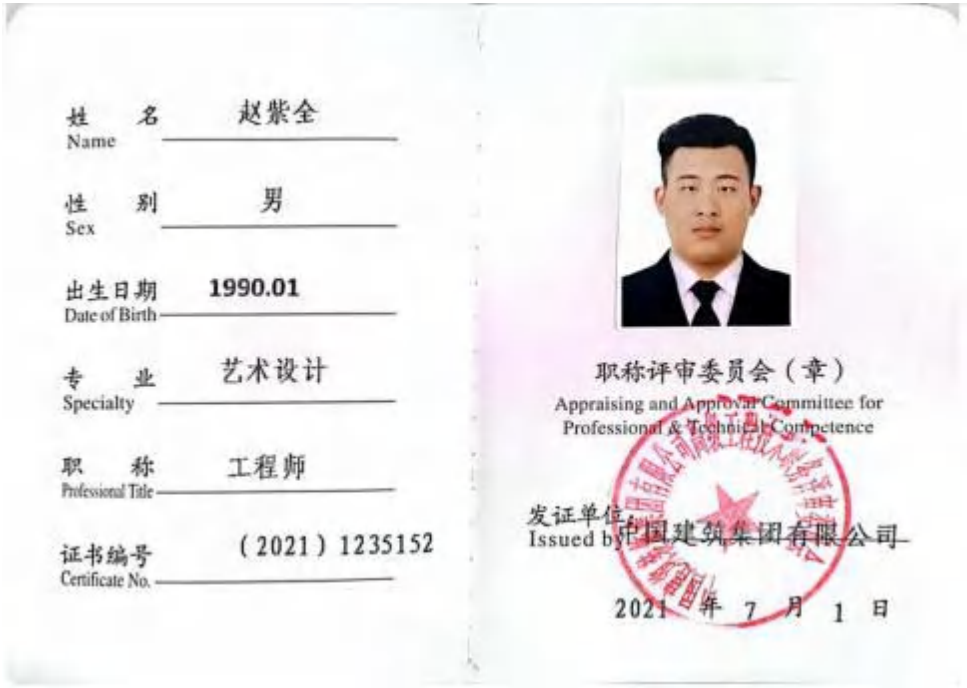 姓名 赵紫全
Name
性别 男
Sex
出生日期 1990.01
Date of Birth
专业 艺术设计
Specialty
职称 工程师
Professional Title
证书编号 (2021) 1235152
Certificate No.
职称评审委员会(章)
Appraising and Approval Committee for
Professional & Technical Competence
发证单位: 中国建筑集团有限公司
Issued by
2021 年 7 月 1 日